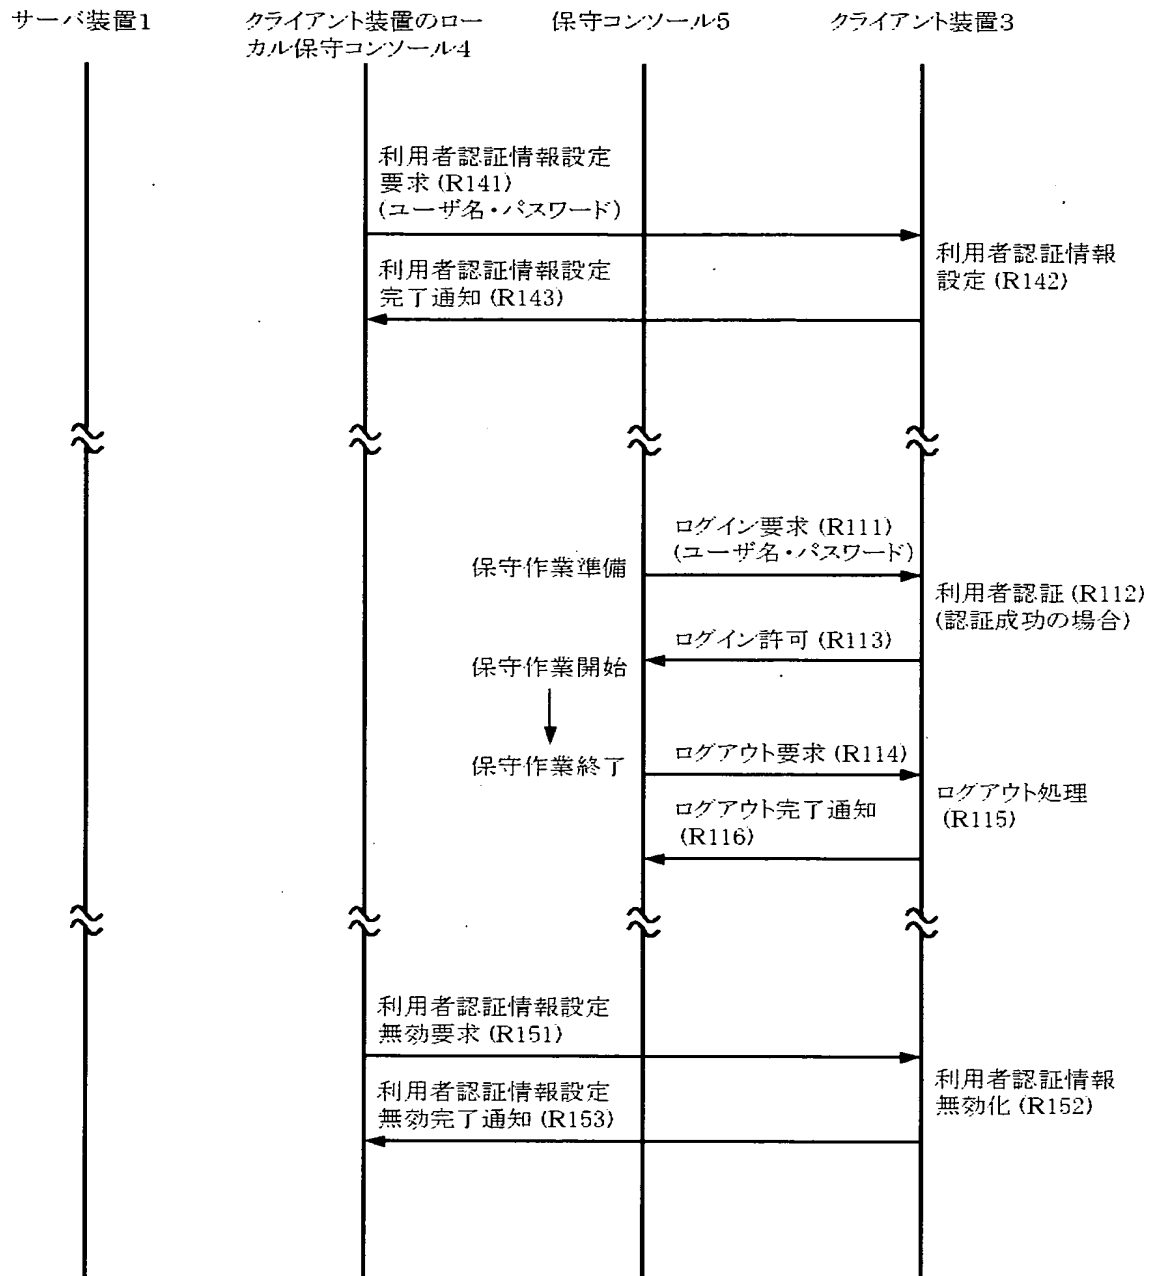 サーバ装置1
クライアント装置のロー
カル保守コンソール4
保守コンソール5
クライアント装置3
利用者認証情報設定
要求 (R141)
(ユーザ名・パスワード)
利用者認証情報
設定 (R142)
利用者認証情報設定
完了通知 (R143)
ログイン要求 (R111)
(ユーザ名・パスワード)
保守作業準備
利用者認証 (R112)
(認証成功の場合)
ログイン許可 (R113)
保守作業開始
ログアウト要求 (R114)
保守作業終了
ログアウト処理
(R115)
ログアウト完了通知
(R116)
利用者認証情報設定
無効要求 (R151)
利用者認証情報
無効化 (R152)
利用者認証情報設定
無効完了通知 (R153)